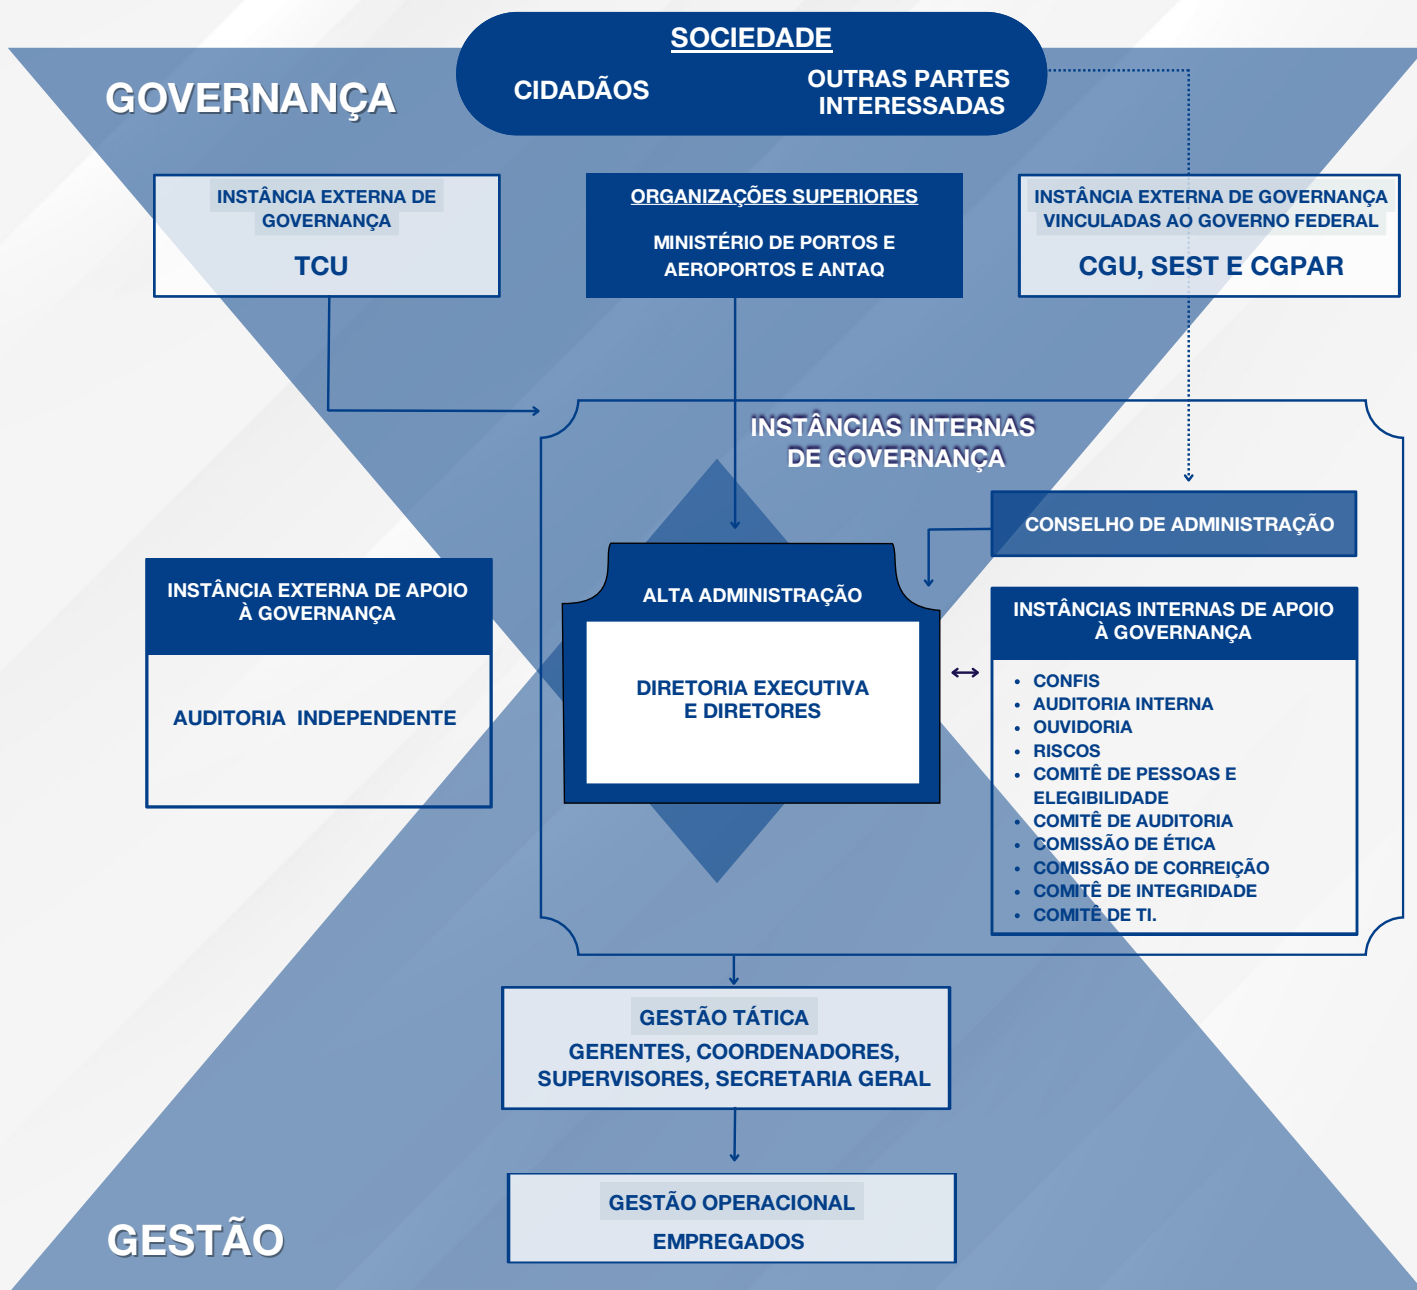 SOCIEDADE
CIDADÃOS
OUTRAS PARTES
INTERESSADAS
GOVERNANÇA
INSTÂNCIA EXTERNA DE
GOVERNANÇA
TCU
ORGANIZAÇÕES SUPERIORES
MINISTÉRIO DE PORTOS E
AEROPORTOS E ANTAQ
INSTÂNCIA EXTERNA DE GOVERNANÇA
VINCULADAS AO GOVERNO FEDERAL
CGU, SEST E CGPAR
INSTÂNCIAS INTERNAS
DE GOVERNANÇA
CONSELHO DE ADMINISTRAÇÃO
INSTÂNCIA EXTERNA DE APOIO
À GOVERNANÇA
AUDITORIA INDEPENDENTE
ALTA ADMINISTRAÇÃO
DIRETORIA EXECUTIVA
E DIRETORES
INSTÂNCIAS INTERNAS DE APOIO
À GOVERNANÇA
• CONFIS
• AUDITORIA INTERNA
• OUVIDORIA
• RISCOS
• COMITÊ DE PESSOAS E
ELEGIBILIDADE
• COMITÊ DE AUDITORIA
• COMISSÃO DE ÉTICA
• COMISSÃO DE CORREIÇÃO
• COMITÊ DE INTEGRIDADE
• COMITÊ DE TI.
GESTÃO TÁTICA
GERENTES, COORDENADORES,
SUPERVISORES, SECRETARIA GERAL
GESTÃO OPERACIONAL
EMPREGADOS
GESTÃO